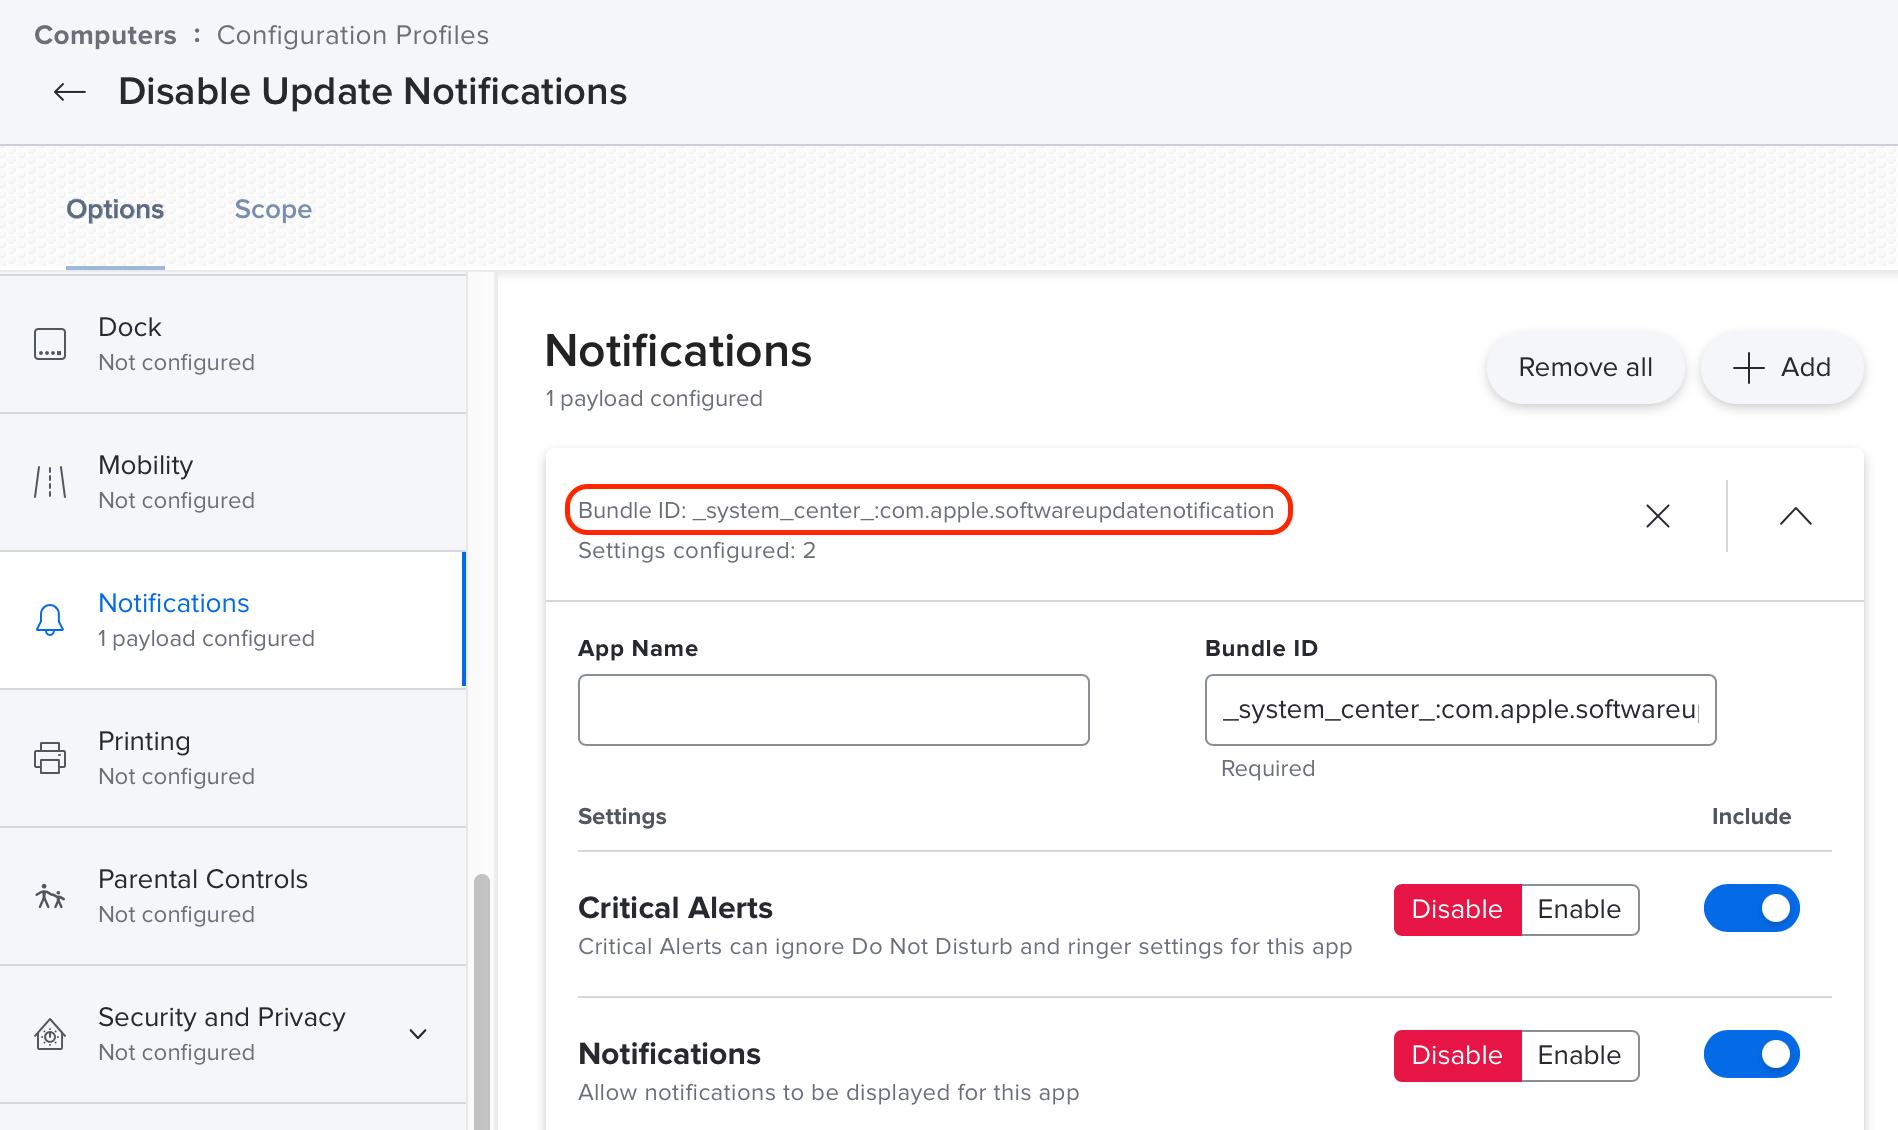 Computers : Configuration Profiles
Disable Update Notifications
Options Scope
Dock
Not configured
Mobility
Not configured
Notifications
1 payload configured
Printing
Not configured
Parental Controls
Not configured
Security and Privacy
Not configured
Notifications
1 payload configured
Remove all
Add
Bundle ID: _system_center_:com.apple.softwareupdatenotification
Settings configured: 2
App Name
Bundle ID
_system_center_:com.apple.softwareu
Required
Settings Include
Critical Alerts
Critical Alerts can ignore Do Not Disturb and ringer settings for this app
Disable Enable
Notifications
Allow notifications to be displayed for this app
Disable Enable